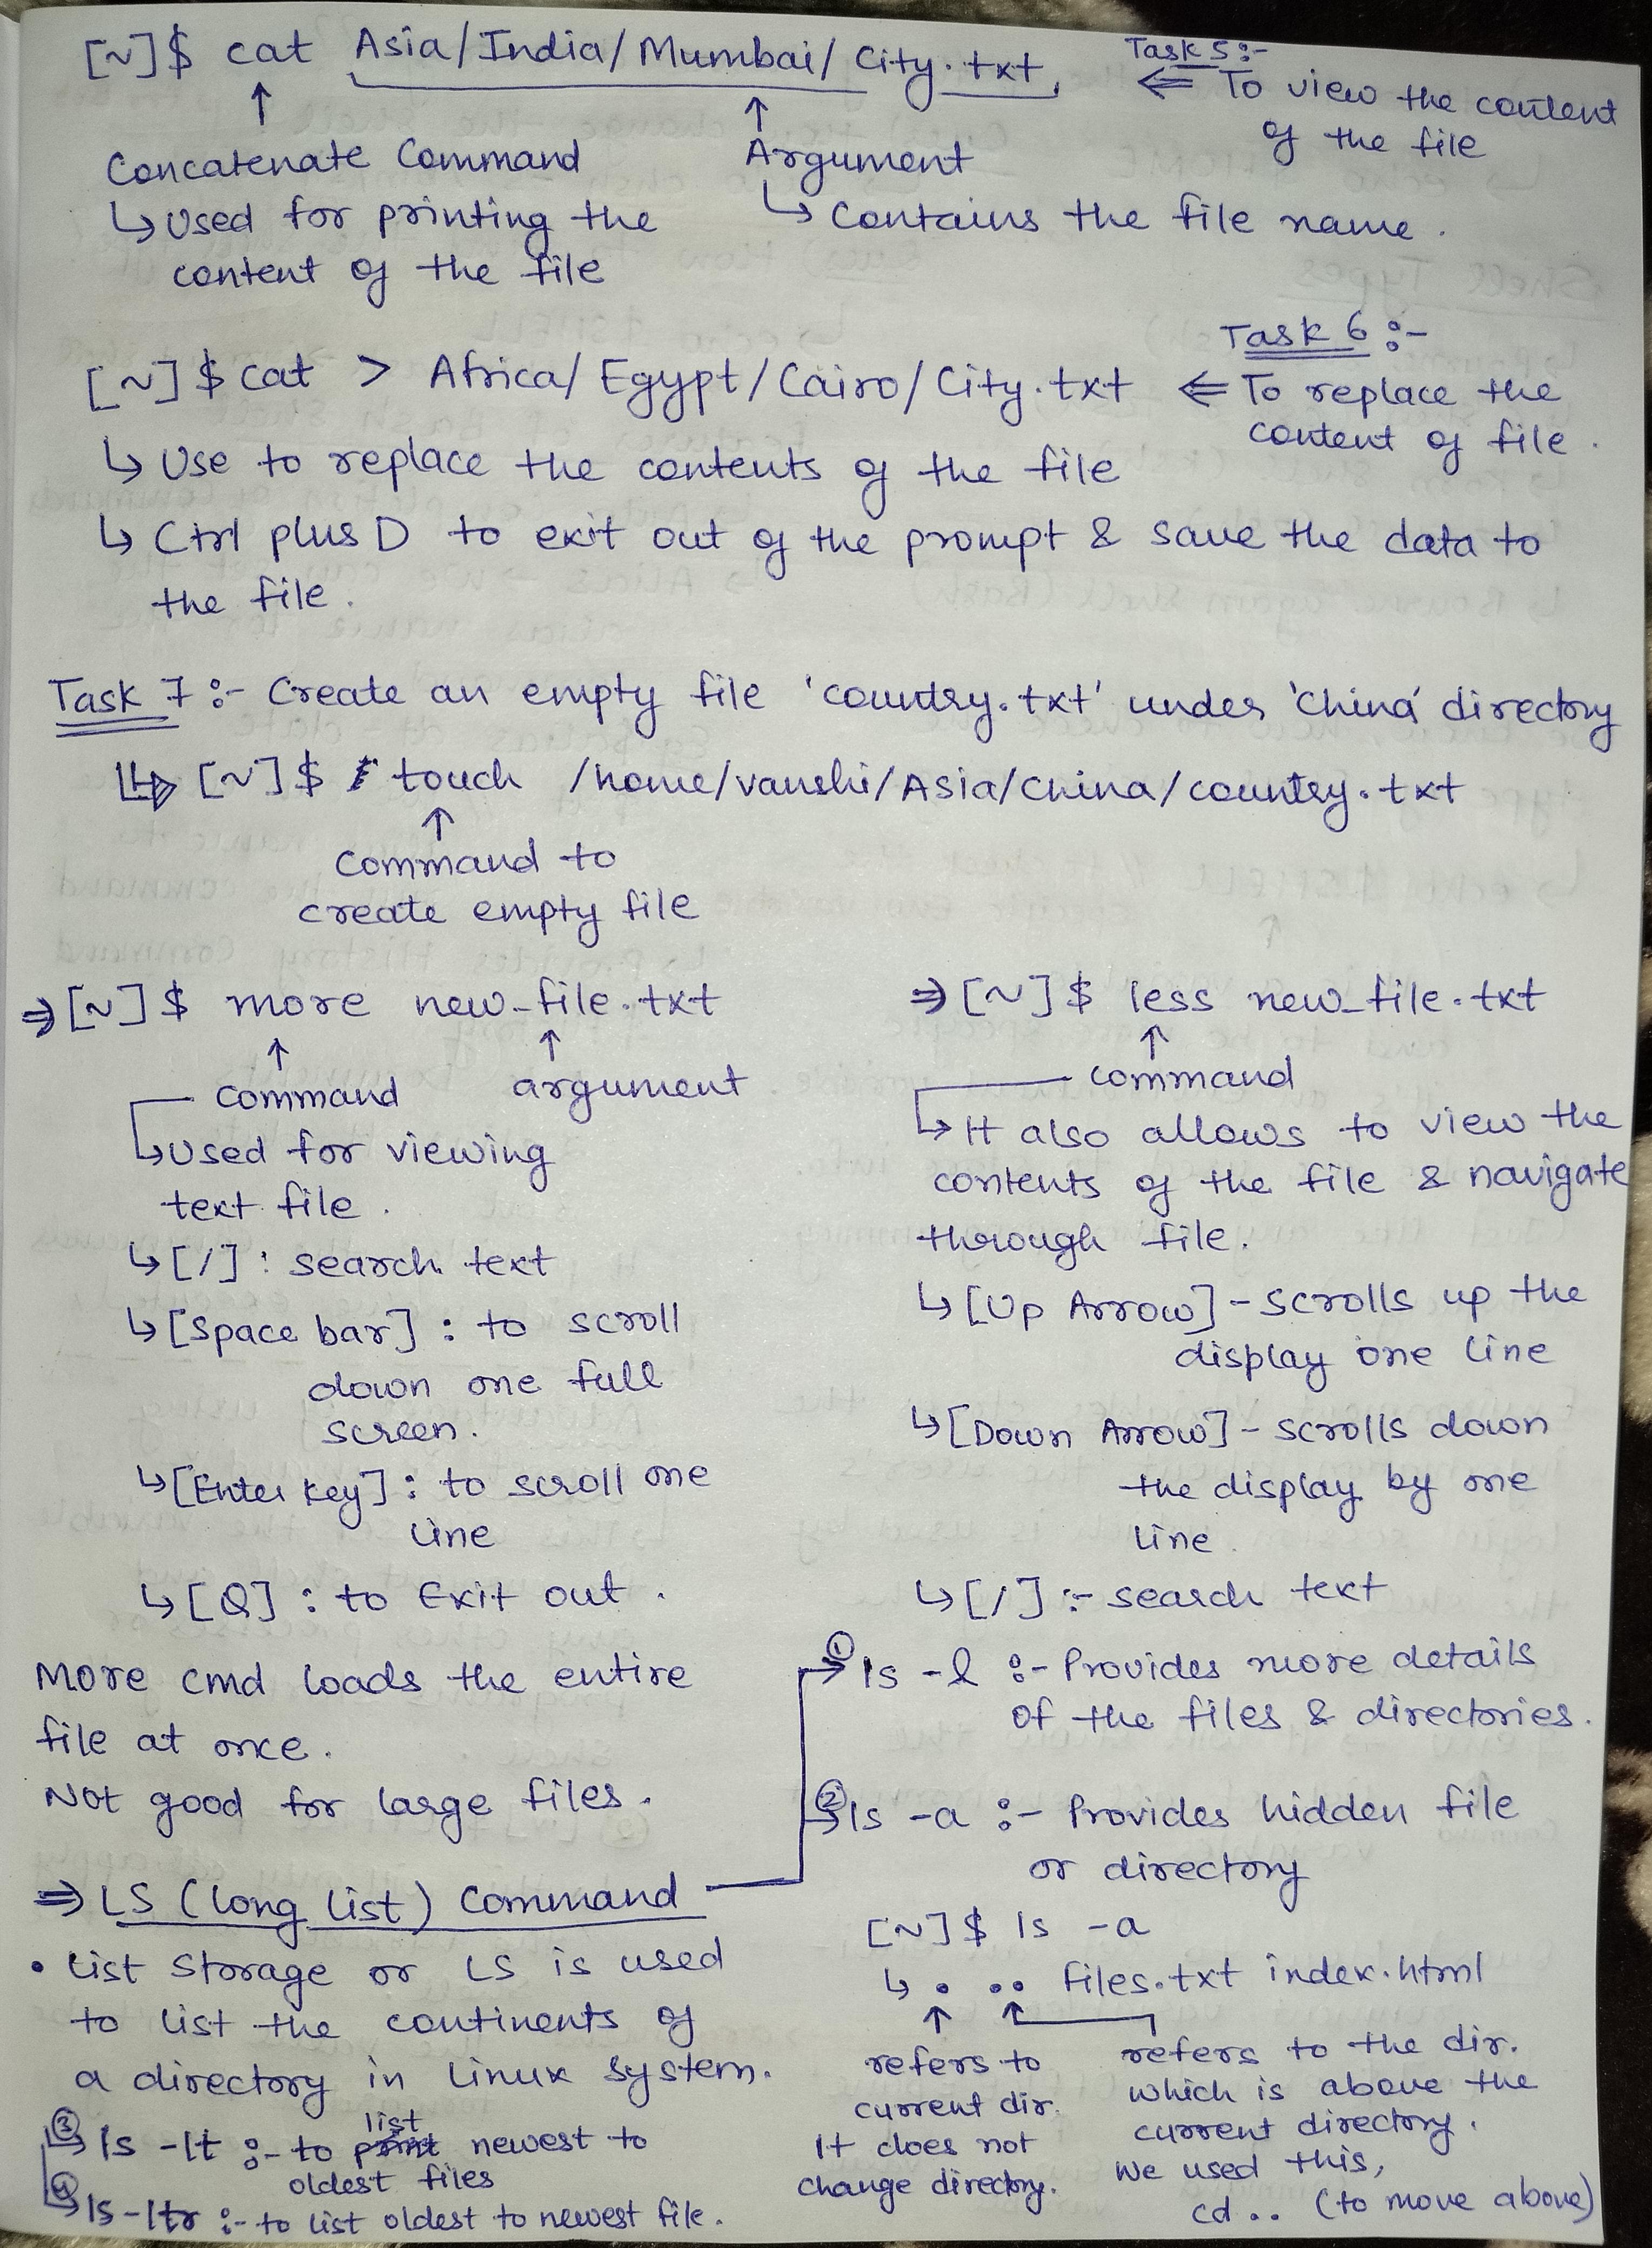 [~]$ cat Asia/India/Mumbai/City.txt,
Task 5:-
⇐ To view the content
of the file
↑
Concatenate Command
↳ Used for printing the
content of the file
↑
Argument
↳ Contains the file name.
Task 6 :-
[~]$ cat > Africa/Egypt/Cairo/City.txt ⇐ To replace the
content of file.
↳ Use to replace the contents of the file
↳ Ctrl plus D to exit out of the prompt & save the data to
the file.
Task 7 :- Create an empty file 'country.txt' under 'China' directory
↳ [~]$ touch /home/vanshi/Asia/China/country.txt
↑
Command to
create empty file
⇒ [~]$ more new_file.txt
↑ ↑
command argument
↳ Used for viewing
text file.
↳ [/] : search text
↳ [Space bar] : to scroll
down one full
screen.
↳ [Enter key] : to scroll one
line
↳ [Q] : to Exit out.
More cmd loads the entire
file at once.
Not good for large files.
⇒ [~]$ less new_file.txt
↑
command
↳ It also allows to view the
contents of the file & navigate
through file.
↳ [Up Arrow] - scrolls up the
display one line
↳ [Down Arrow] - scrolls down
the display by one
line.
↳ [/] :- search text
⇒ LS (long list) Command
• List Storage or LS is used
to list the continents of
a directory in Linux system.
① ls -l :- Provides more details
of the files & directories.
② ls -a :- Provides hidden file
or directory
[~]$ ls -a
↳ . .. files.txt index.html
↑ ↑
refers to
current dir.
It does not
change directory.
refers to the dir.
which is above the
current directory.
We used this,
cd .. (to move above)
③ ls -lt :- to print list newest to
oldest files
④ ls -ltr :- to list oldest to newest file.